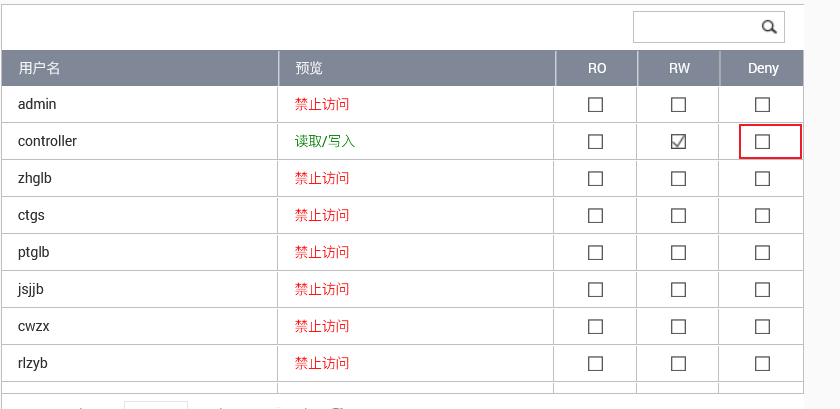 用户名 预览 RO RW Deny
admin 禁止访问
controller 读取/写入
zhglb 禁止访问
ctgs 禁止访问
ptglb 禁止访问
jsjjb 禁止访问
cwzx 禁止访问
rlzyb 禁止访问